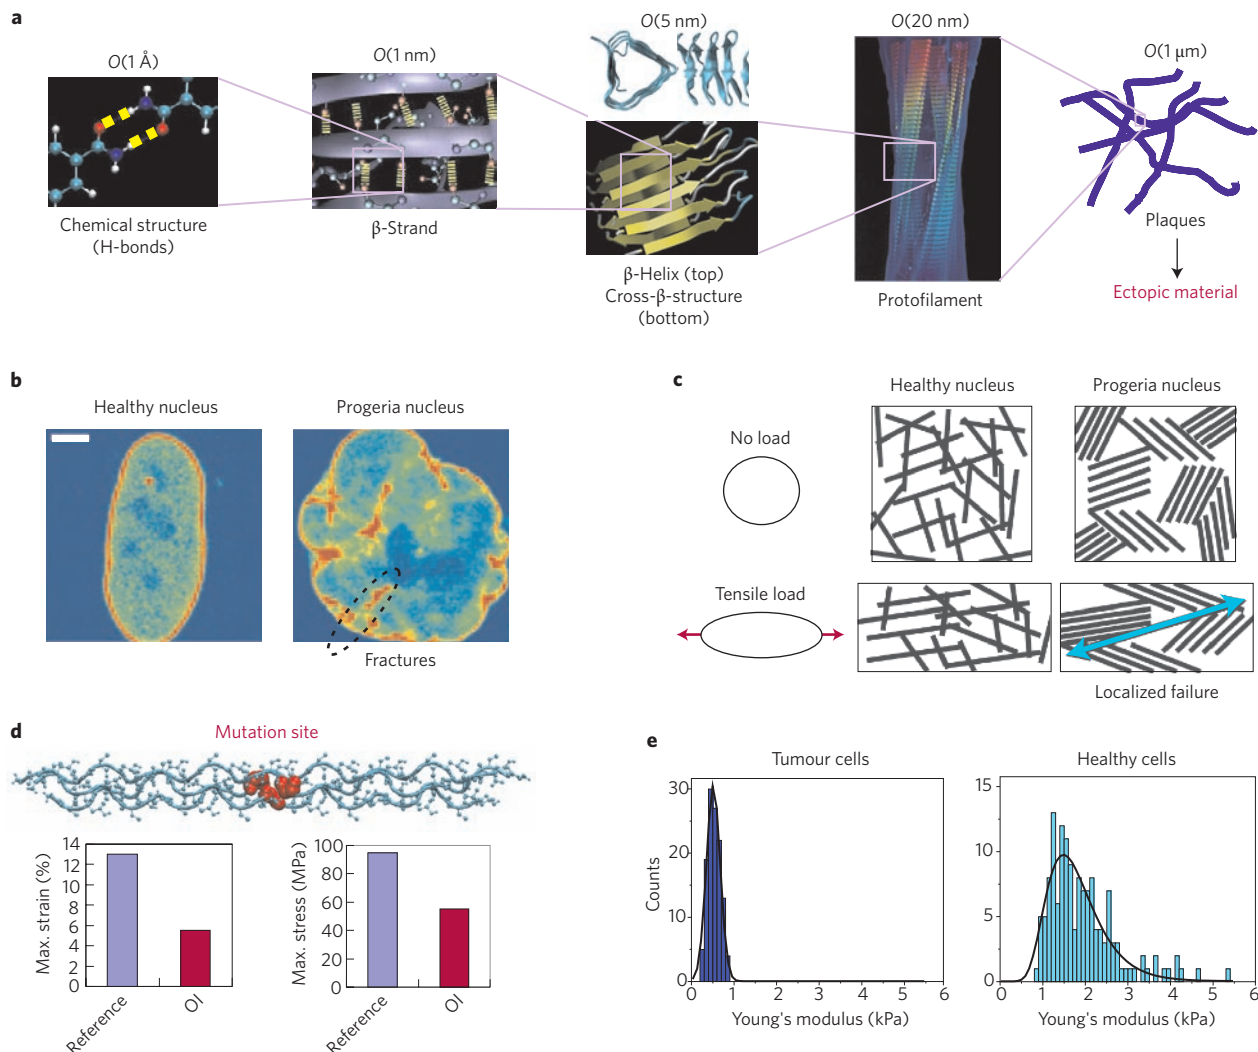 a
O(1 Å)
O(1 nm)
O(5 nm)
O(20 nm)
O(1 μm)
Chemical structure
(H-bonds)
β-Strand
β-Helix (top)
Cross-β-structure
(bottom)
Protofilament
Plaques
Ectopic material
b
Healthy nucleus
Progeria nucleus
Fractures
c
Healthy nucleus
Progeria nucleus
No load
Tensile load
Localized failure
d
Mutation site
Max. strain (%)
14
12
10
8
6
4
2
0
Reference
OI
Max. stress (MPa)
100
80
60
40
20
0
Reference
OI
e
Tumour cells
Counts
30
20
10
0
0 1 2 3 4 5 6
Young's modulus (kPa)
Healthy cells
15
10
5
0
0 1 2 3 4 5 6
Young's modulus (kPa)